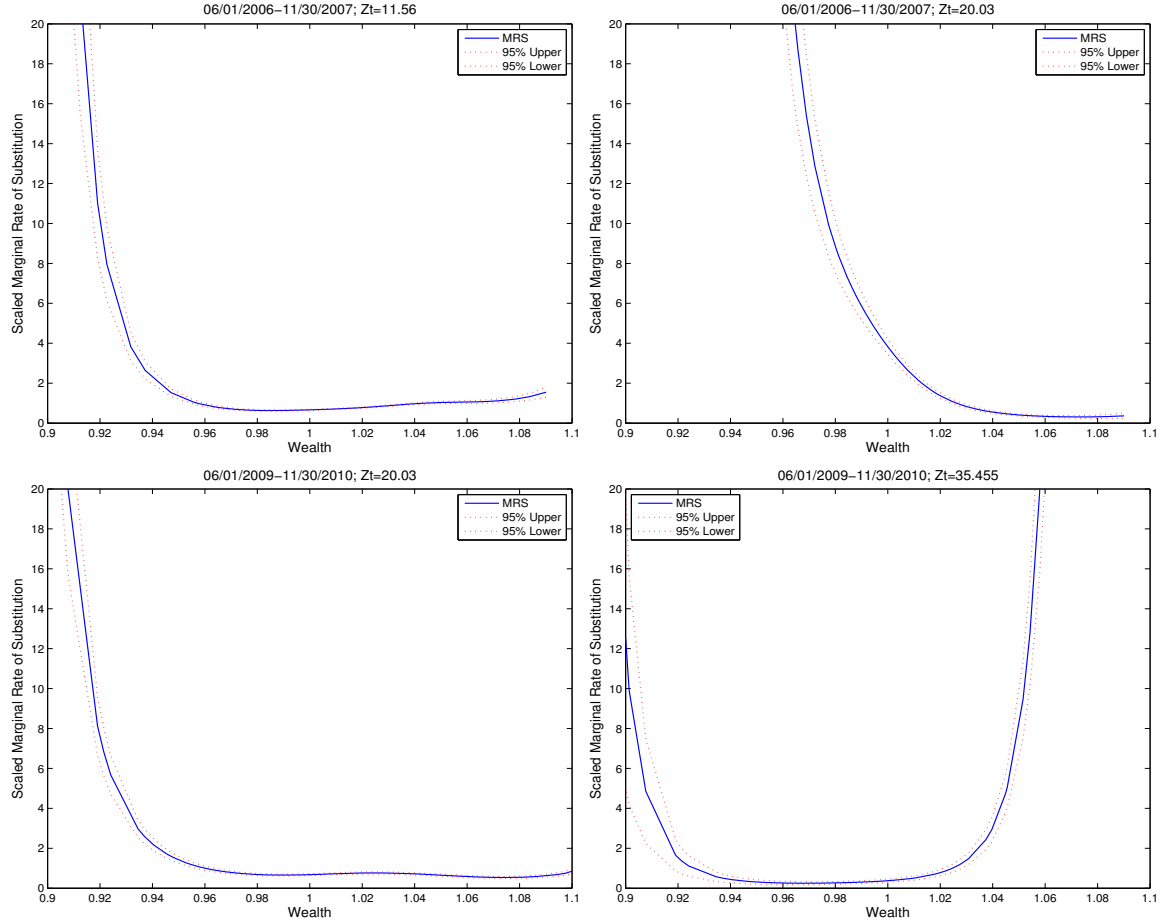 06/01/2006−11/30/2007; Zt=11.56
Scaled Marginal Rate of Substitution
20
18
16
14
12
10
8
6
4
2
0
MRS
95% Upper
95% Lower
0.9 0.92 0.94 0.96 0.98 1 1.02 1.04 1.06 1.08 1.1
Wealth
06/01/2006−11/30/2007; Zt=20.03
Scaled Marginal Rate of Substitution
20
18
16
14
12
10
8
6
4
2
0
MRS
95% Upper
95% Lower
0.9 0.92 0.94 0.96 0.98 1 1.02 1.04 1.06 1.08 1.1
Wealth
06/01/2009−11/30/2010; Zt=20.03
Scaled Marginal Rate of Substitution
20
18
16
14
12
10
8
6
4
2
0
MRS
95% Upper
95% Lower
0.9 0.92 0.94 0.96 0.98 1 1.02 1.04 1.06 1.08 1.1
Wealth
06/01/2009−11/30/2010; Zt=35.455
Scaled Marginal Rate of Substitution
20
18
16
14
12
10
8
6
4
2
0
MRS
95% Upper
95% Lower
0.9 0.92 0.94 0.96 0.98 1 1.02 1.04 1.06 1.08 1.1
Wealth